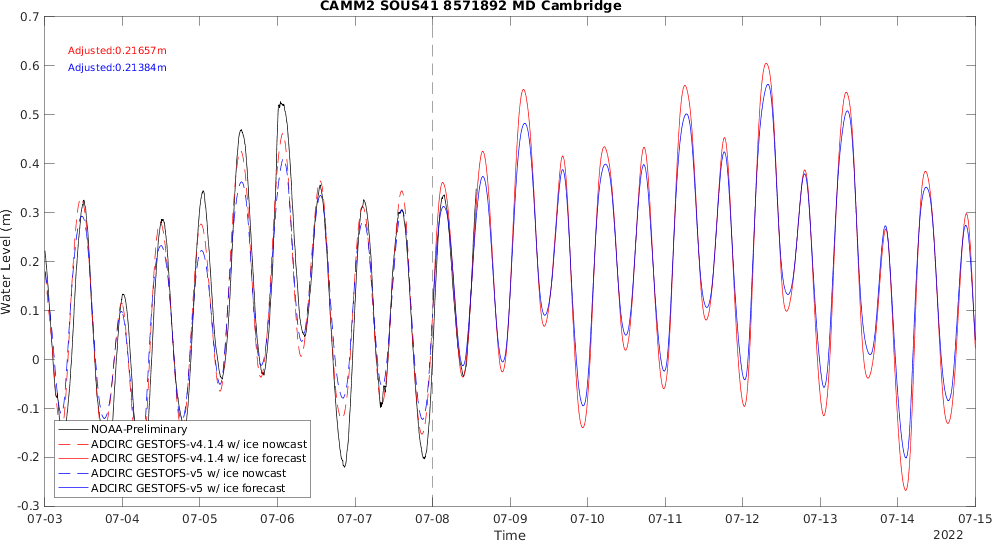 CAMM2 SOUS41 8571892 MD Cambridge
0.7
0.6
0.5
0.4
0.3
0.2
0.1
0
-0.1
-0.2
-0.3
Water Level (m)
Adjusted:0.21657m
Adjusted:0.21384m
NOAA-Preliminary
ADCIRC GESTOFS-v4.1.4 w/ ice nowcast
ADCIRC GESTOFS-v4.1.4 w/ ice forecast
ADCIRC GESTOFS-v5 w/ ice nowcast
ADCIRC GESTOFS-v5 w/ ice forecast
07-03 07-04 07-05 07-06 07-07 07-08 07-09 07-10 07-11 07-12 07-13 07-14 07-15
Time
2022